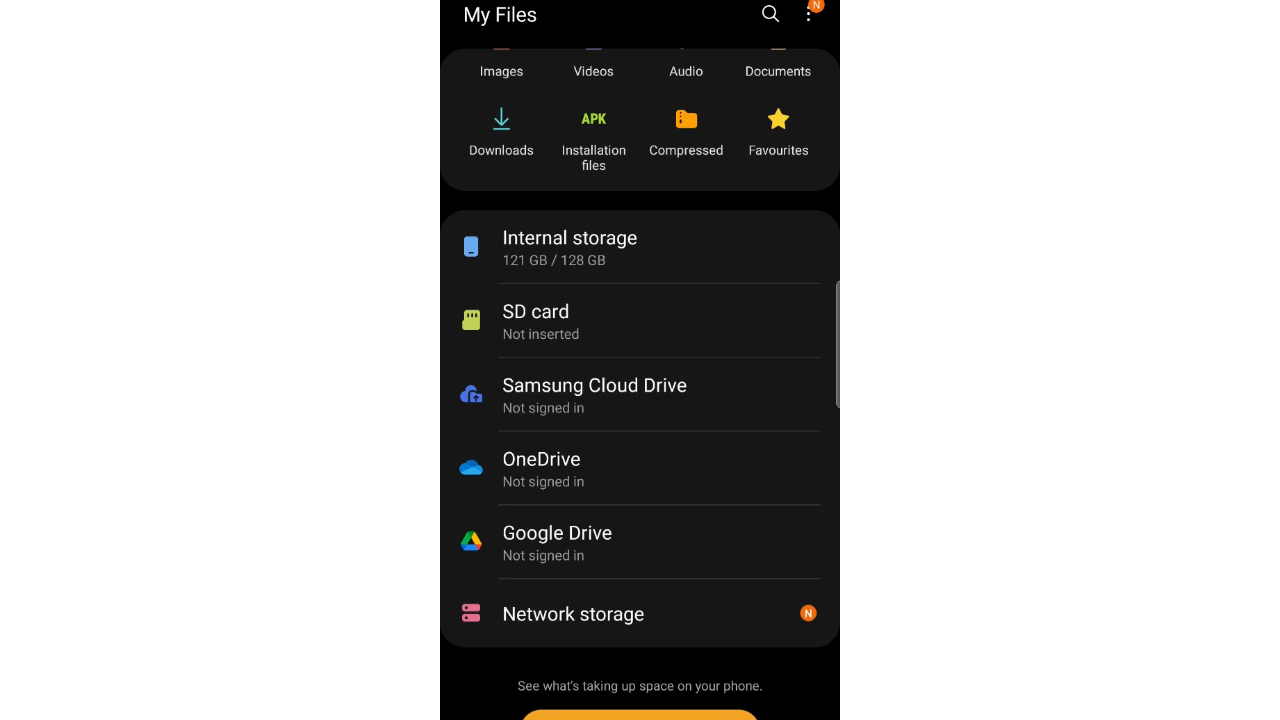 My Files
N
Images
Videos
Audio
Documents
Downloads
APK
Installation
files
Compressed
Favourites
Internal storage
121 GB / 128 GB
SD card
Not inserted
Samsung Cloud Drive
Not signed in
OneDrive
Not signed in
Google Drive
Not signed in
Network storage
N
See what's taking up space on your phone.